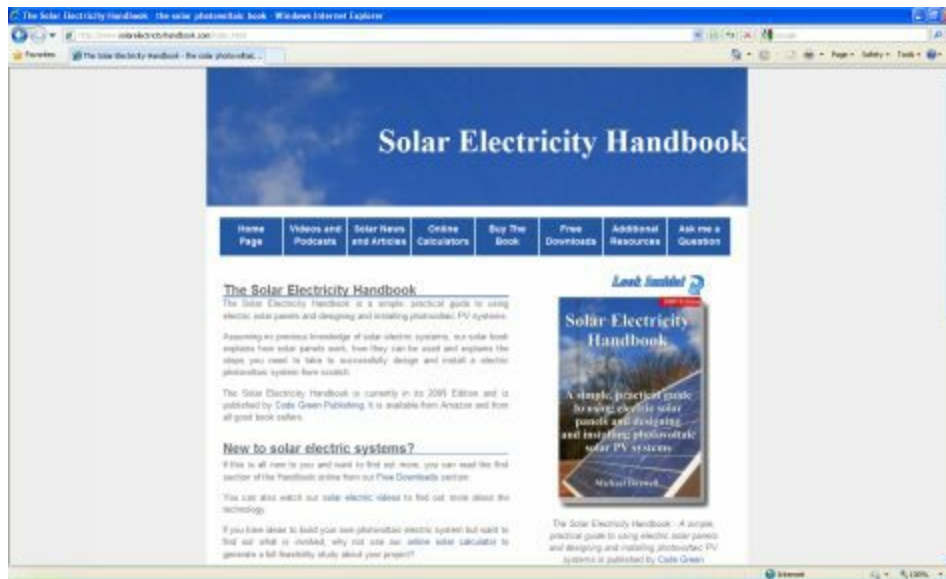 The Solar Electricity Handbook - the solar photovoltaic book - Windows Internet Explorer
Favorites
The Solar Electricity Handbook - the solar photovoltaic...
Page
Safety
Tools
Solar Electricity Handbook
Home Page
Videos and Podcasts
Solar News and Articles
Online Calculators
Buy The Book
Free Downloads
Additional Resources
Ask me a Question
The Solar Electricity Handbook
The Solar Electricity Handbook is a simple, practical guide to using
electric solar panels and designing and installing photovoltaic PV systems.
Assuming no previous knowledge of solar electric systems, our solar book
explains how solar panels work, how they can be used and explains the
steps you need to take to successfully design and install a electric
photovoltaic system from scratch.
The Solar Electricity Handbook is currently in its 2009 Edition and is
published by Code Green Publishing. It is available from Amazon and from
all good book sellers.
New to solar electric systems?
If this is all new to you and want to find out more, you can read the first
section of the Handbook online from our Free Downloads section.
You can also watch our solar electric videos to find out more about the
technology.
If you have ideas to build your own photovoltaic electric system but want to
find out what is involved, why not use our online solar calculator to
generate a full feasibility study about your project?
Look Inside!
Solar Electricity
Handbook
A simple, practical guide
to using electric solar
panels and designing
and installing photovoltaic
solar PV systems
Michael Boxwell
The Solar Electricity Handbook - A simple,
practical guide to using electric solar panels
and designing and installing photovoltaic PV
systems is published by Code Green
Internet
100%